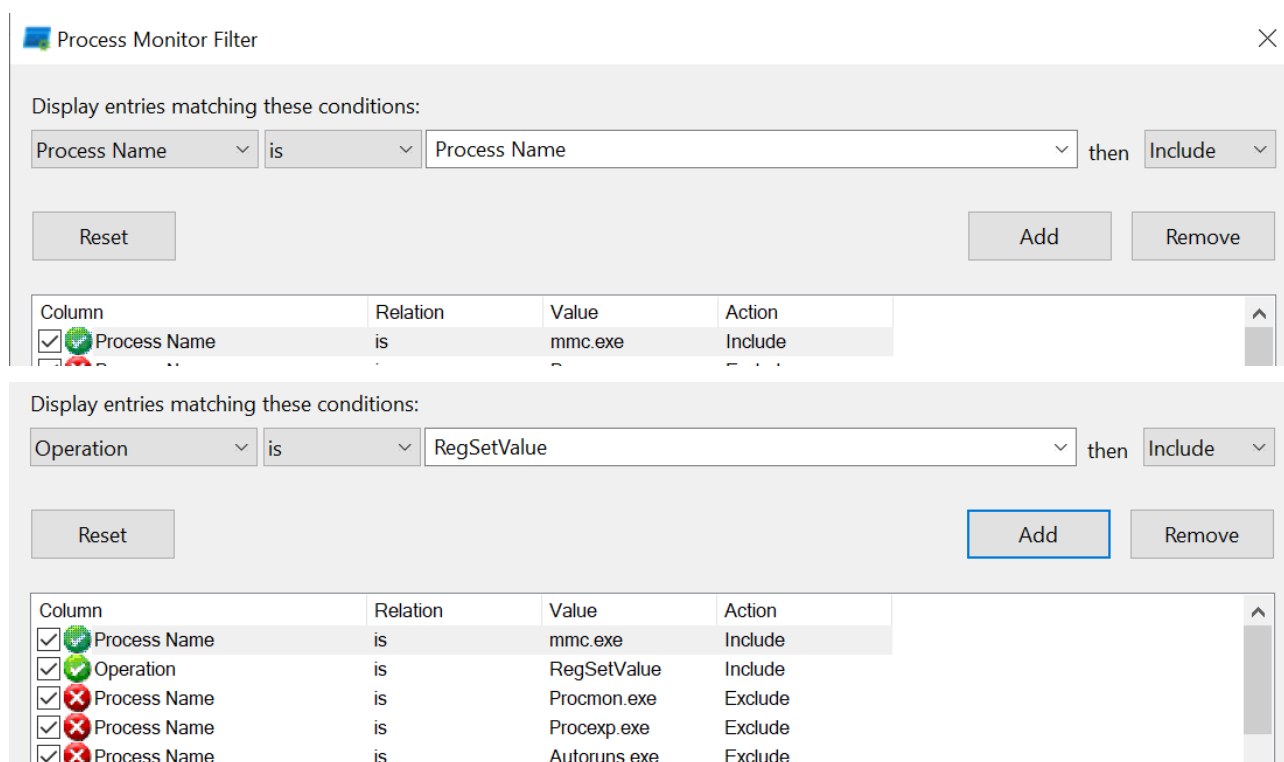 Process Monitor Filter
Display entries matching these conditions:
Process Name is Process Name then Include
Reset Add Remove
Column Relation Value Action
Process Name is mmc.exe Include
Display entries matching these conditions:
Operation is RegSetValue then Include
Reset Add Remove
Column Relation Value Action
Process Name is mmc.exe Include
Operation is RegSetValue Include
Process Name is Procmon.exe Exclude
Process Name is Procexp.exe Exclude
Process Name is Autoruns.exe Exclude